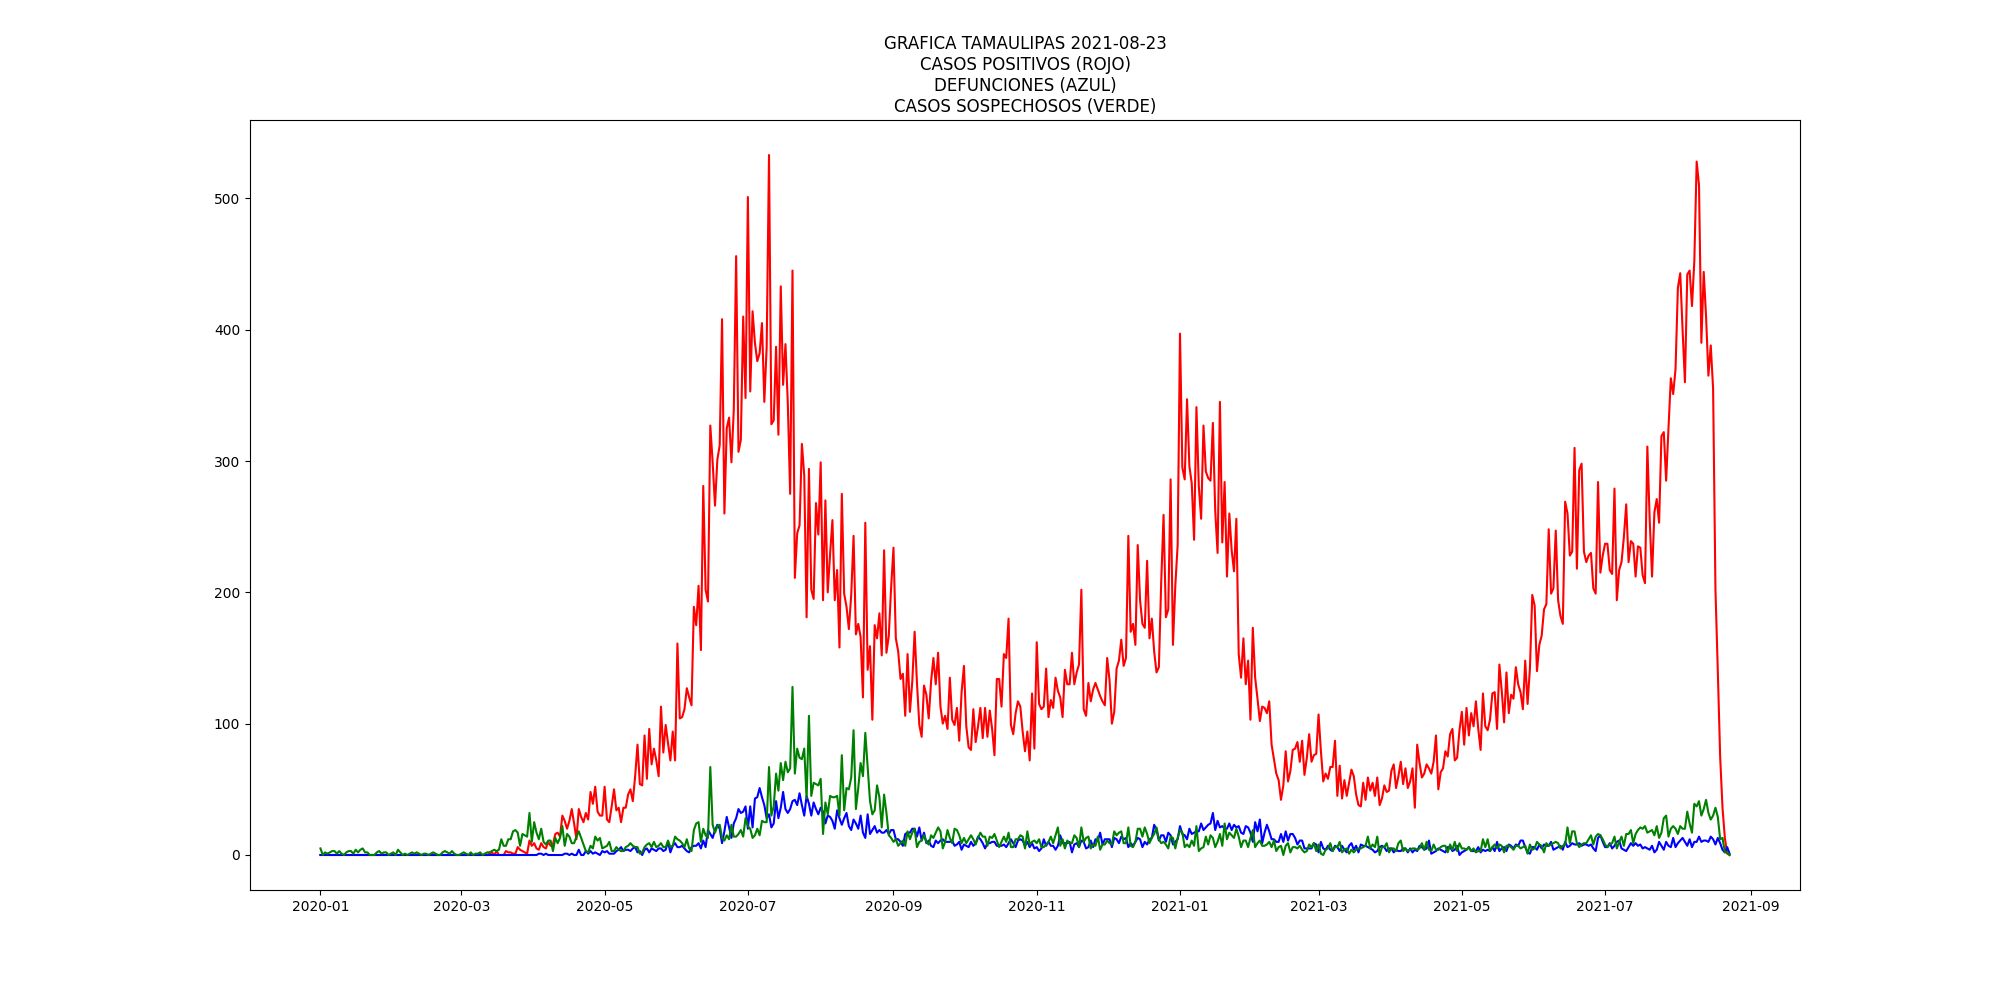 GRAFICA TAMAULIPAS 2021-08-23
CASOS POSITIVOS (ROJO)
DEFUNCIONES (AZUL)
CASOS SOSPECHOSOS (VERDE)
500
400
300
200
100
0
2020-01 2020-03 2020-05 2020-07 2020-09 2020-11 2021-01 2021-03 2021-05 2021-07 2021-09